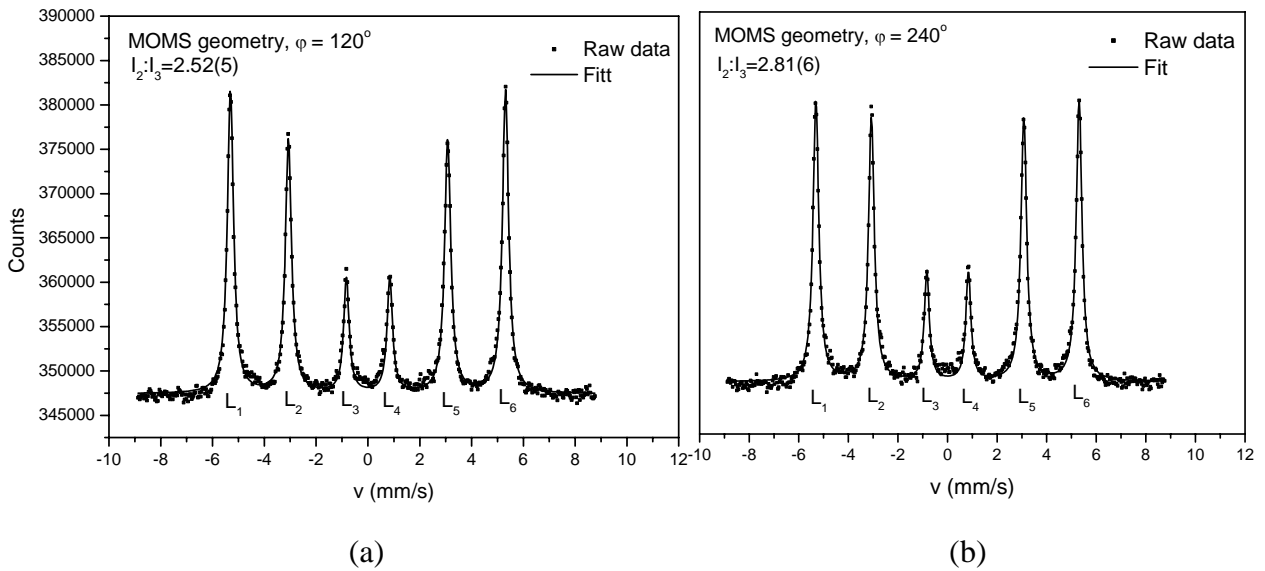 MOMS geometry, φ = 120°
I₂:I₃=2.52(5)
Raw data
Fitt
Counts
390000
385000
380000
375000
370000
365000
360000
355000
350000
345000
L₁ L₂ L₃ L₄ L₅ L₆
-10 -8 -6 -4 -2 0 2 4 6 8 10 12
v (mm/s)
(a)
MOMS geometry, φ = 240°
I₂:I₃=2.81(6)
Raw data
Fit
L₁ L₂ L₃ L₄ L₅ L₆
-10 -8 -6 -4 -2 0 2 4 6 8 10 12
v (mm/s)
(b)